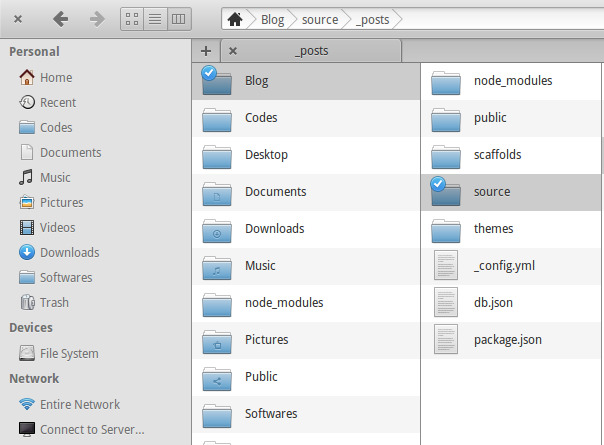 Blog source _posts
_posts
Personal
Home
Recent
Codes
Documents
Music
Pictures
Videos
Downloads
Softwares
Trash
Devices
File System
Network
Entire Network
Connect to Server...
Blog
Codes
Desktop
Documents
Downloads
Music
node_modules
Pictures
Public
Softwares
node_modules
public
scaffolds
source
themes
_config.yml
db.json
package.json